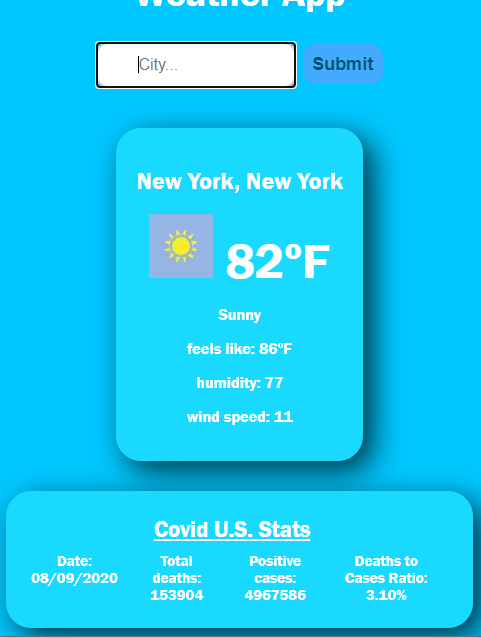 Weather App
City...
Submit
New York, New York
82ºF
Sunny
feels like: 86ºF
humidity: 77
wind speed: 11
Covid U.S. Stats
Date:
08/09/2020
Total
deaths:
153904
Positive
cases:
4967586
Deaths to
Cases Ratio:
3.10%